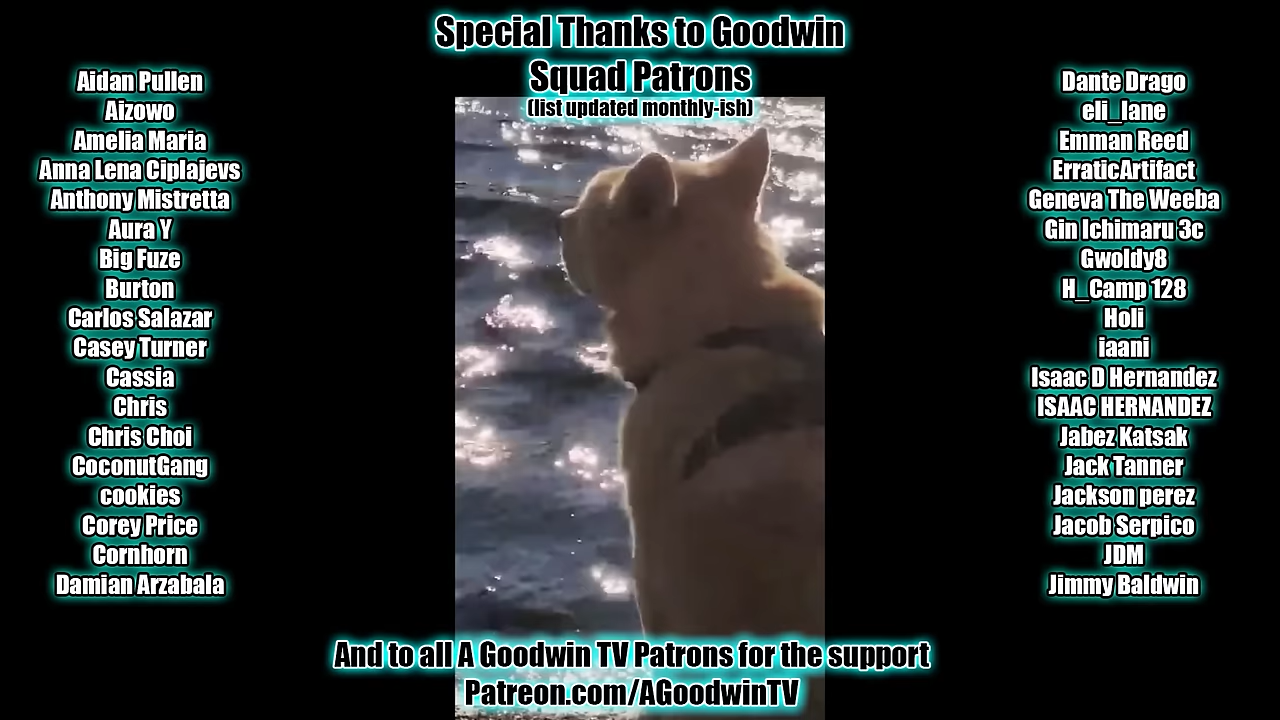 Special Thanks to Goodwin
Squad Patrons
(list updated monthly-ish)
Aidan Pullen
Aizowo
Amelia Maria
Anna Lena Ciplajevs
Anthony Mistretta
Aura Y
Big Fuze
Burton
Carlos Salazar
Casey Turner
Cassia
Chris
Chris Choi
CoconutGang
cookies
Corey Price
Cornhorn
Damian Arzabala
Dante Drago
eli_lane
Emman Reed
ErraticArtifact
Geneva The Weeba
Gin Ichimaru 3c
Gwoldy8
H_Camp 128
Holi
iaani
Isaac D Hernandez
ISAAC HERNANDEZ
Jabez Katsak
Jack Tanner
Jackson perez
Jacob Serpico
JDM
Jimmy Baldwin
And to all A Goodwin TV Patrons for the support
Patreon.com/AGoodwinTV